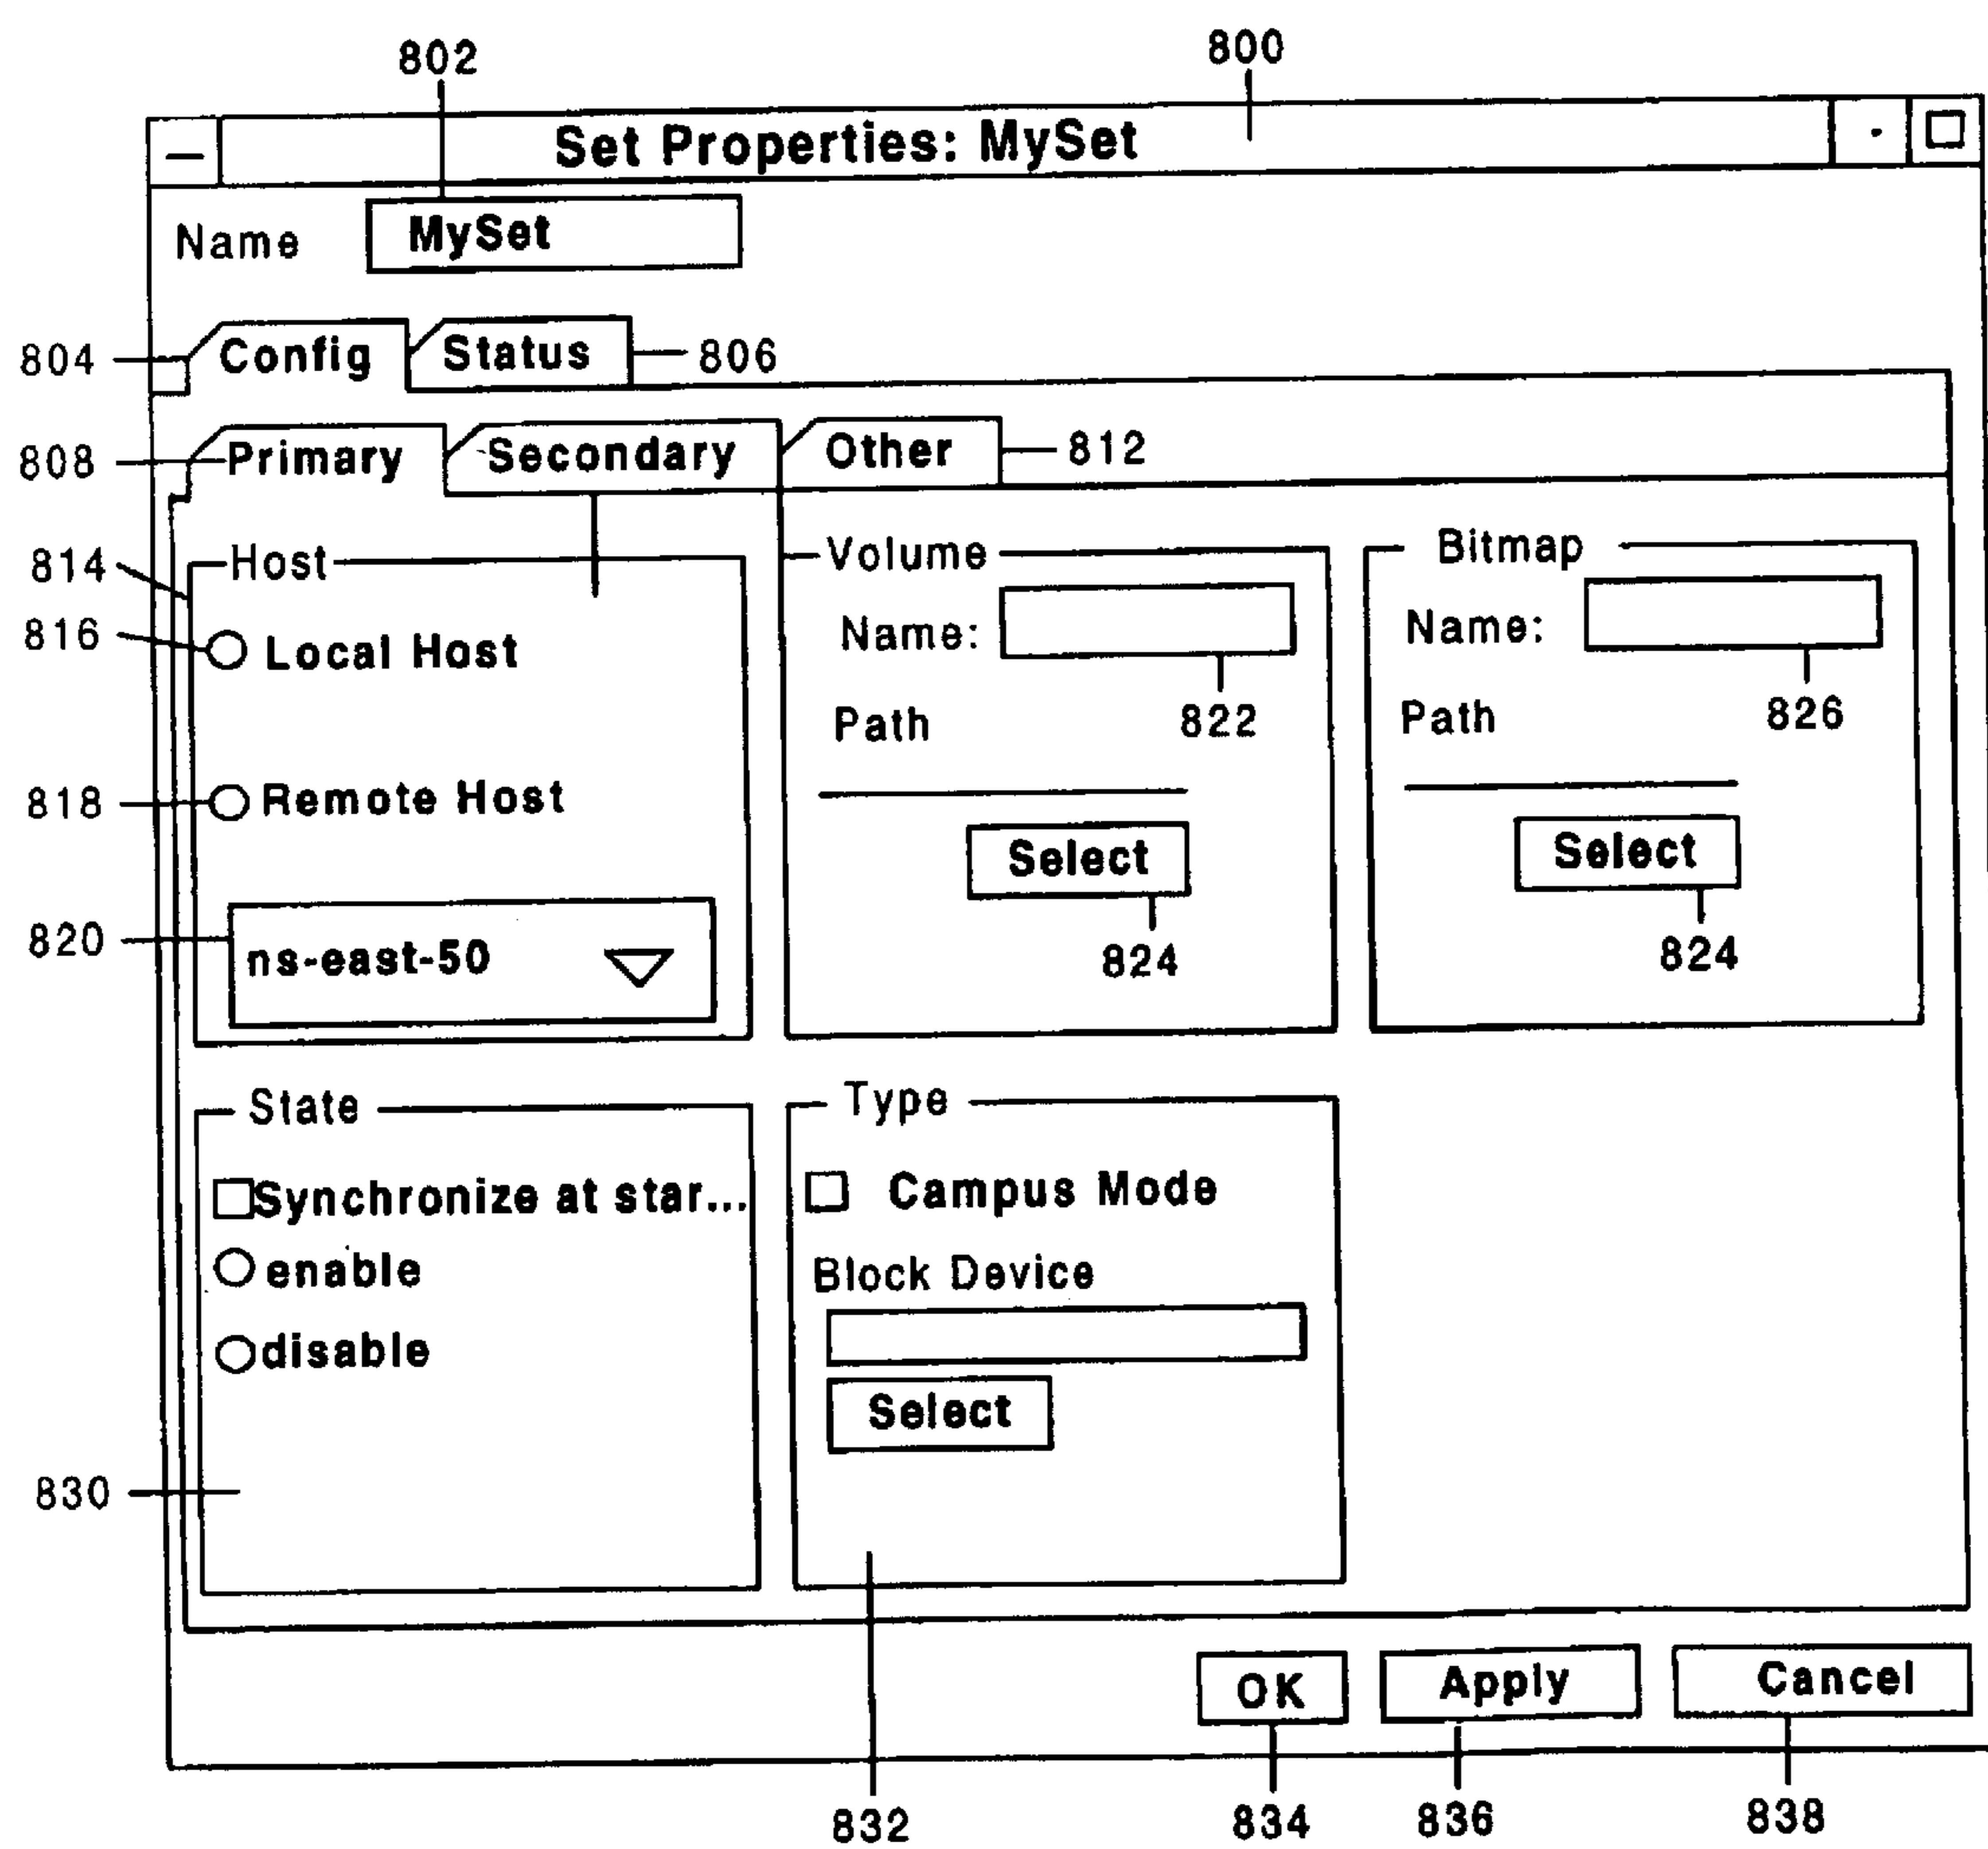 802 800
Set Properties: MySet
Name MySet
804 Config Status 806
808 Primary Secondary Other 812
814 Host Volume Bitmap
816 Local Host Name: Name:
Path 822 Path 826
818 Remote Host
Select Select
820 ns-east-50 824 824
State Type
Synchronize at star... Campus Mode
enable Block Device
disable
Select
830
OK Apply Cancel
832 834 836 838